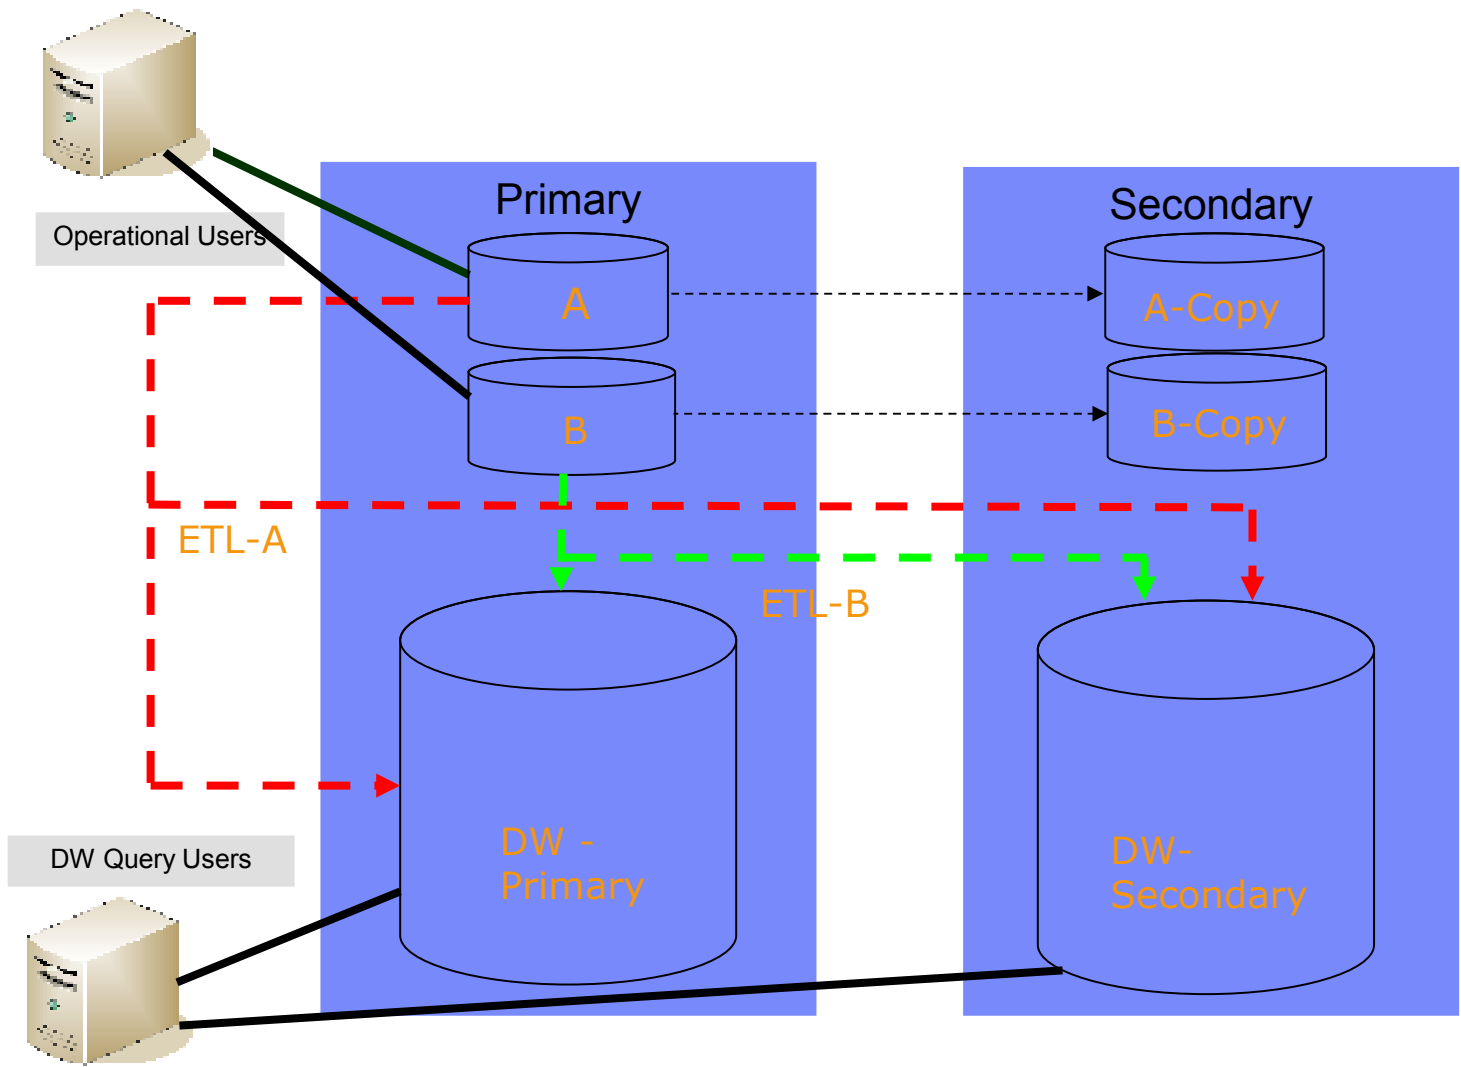 Primary
Secondary
Operational Users
A
A-Copy
B
B-Copy
ETL-A
ETL-B
DW -
Primary
DW-
Secondary
DW Query Users